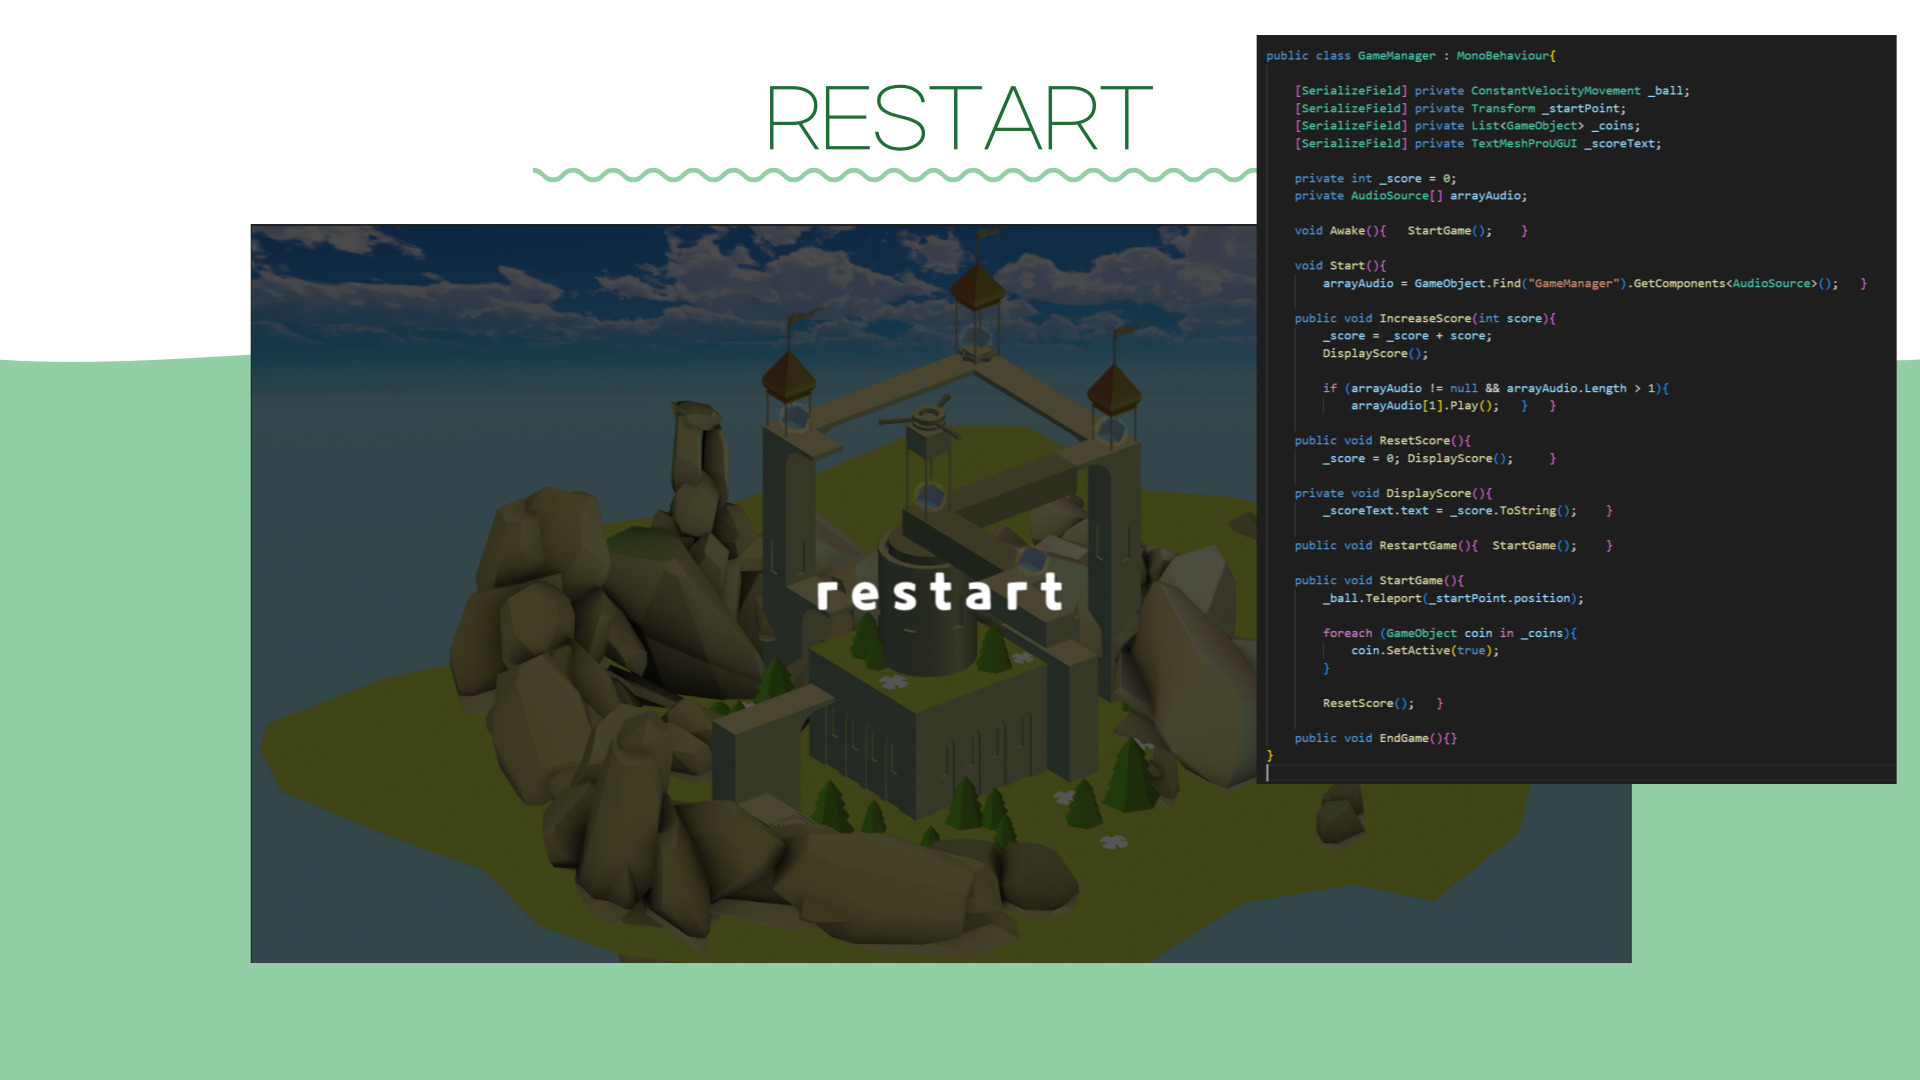 RESTART
restart
public class GameManager : MonoBehaviour{
[SerializeField] private ConstantVelocityMovement _ball;
[SerializeField] private Transform _startPoint;
[SerializeField] private List<GameObject> _coins;
[SerializeField] private TextMeshProUGUI _scoreText;
private int _score = 0;
private AudioSource[] arrayAudio;
void Awake(){   StartGame();    }
void Start(){
arrayAudio = GameObject.Find("GameManager").GetComponents<AudioSource>();   }
public void IncreaseScore(int score){
_score = _score + score;
DisplayScore();
if (arrayAudio != null && arrayAudio.Length > 1){
arrayAudio[1].Play();   }   }
public void ResetScore(){
_score = 0; DisplayScore();     }
private void DisplayScore(){
_scoreText.text = _score.ToString();    }
public void RestartGame(){  StartGame();    }
public void StartGame(){
_ball.Teleport(_startPoint.position);
foreach (GameObject coin in _coins){
coin.SetActive(true);
}
ResetScore();   }
public void EndGame(){}
}